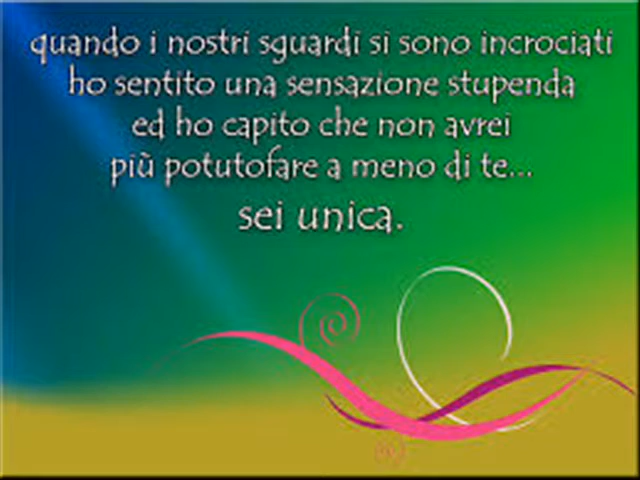 quando i nostri sguardi si sono incrociati
ho sentito una sensazione stupenda
ed ho capito che non avrei
più potutofare a meno di te...
sei unica.